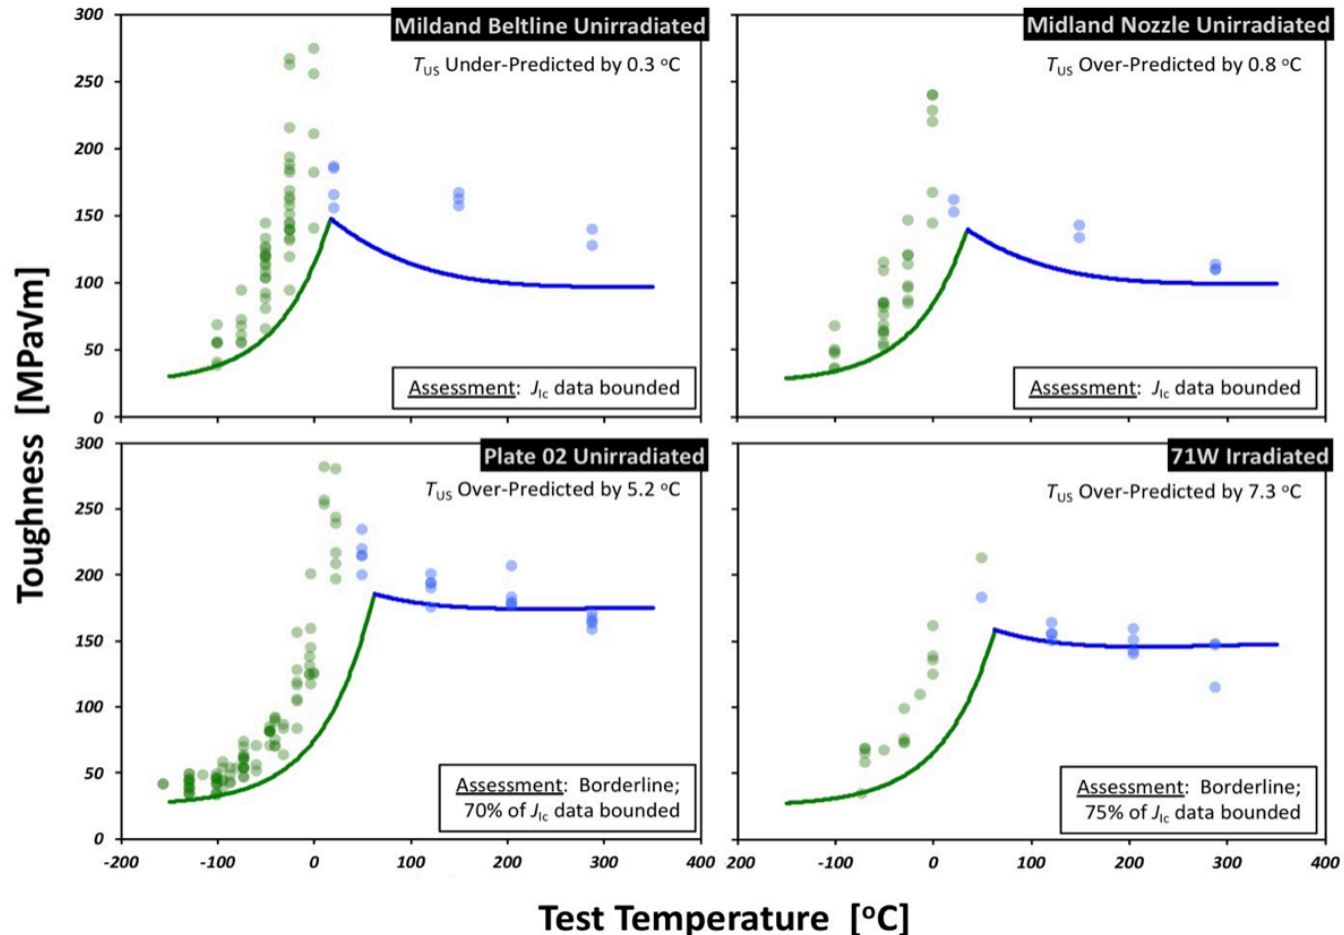 Mildand Beltline Unirradiated
TUS Under-Predicted by 0.3 °C
300
250
200
150
100
50
0
Assessment: JIc data bounded
Midland Nozzle Unirradiated
TUS Over-Predicted by 0.8 °C
Assessment: JIc data bounded
Plate 02 Unirradiated
TUS Over-Predicted by 5.2 °C
300
250
200
150
100
50
0
Assessment: Borderline;
70% of JIc data bounded
-200 -100 0 100 200 300 400
71W Irradiated
TUS Over-Predicted by 7.3 °C
Assessment: Borderline;
75% of JIc data bounded
200 -100 0 100 200 300 400
Toughness [MPaVm]
Test Temperature [°C]